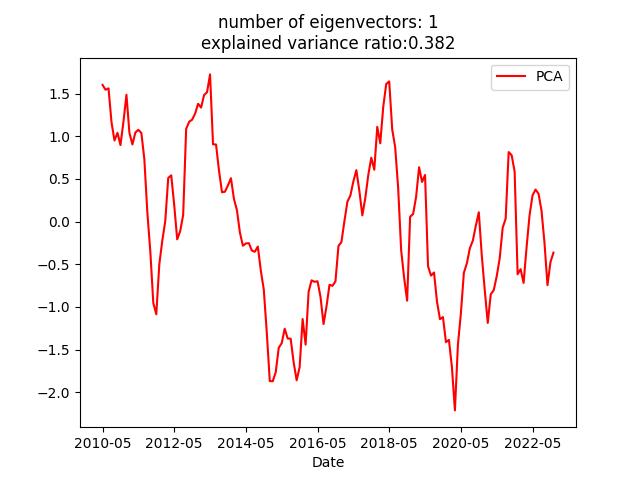 number of eigenvectors: 1
explained variance ratio:0.382
PCA
1.5
1.0
0.5
0.0
−0.5
−1.0
−1.5
−2.0
2010-05 2012-05 2014-05 2016-05 2018-05 2020-05 2022-05
Date